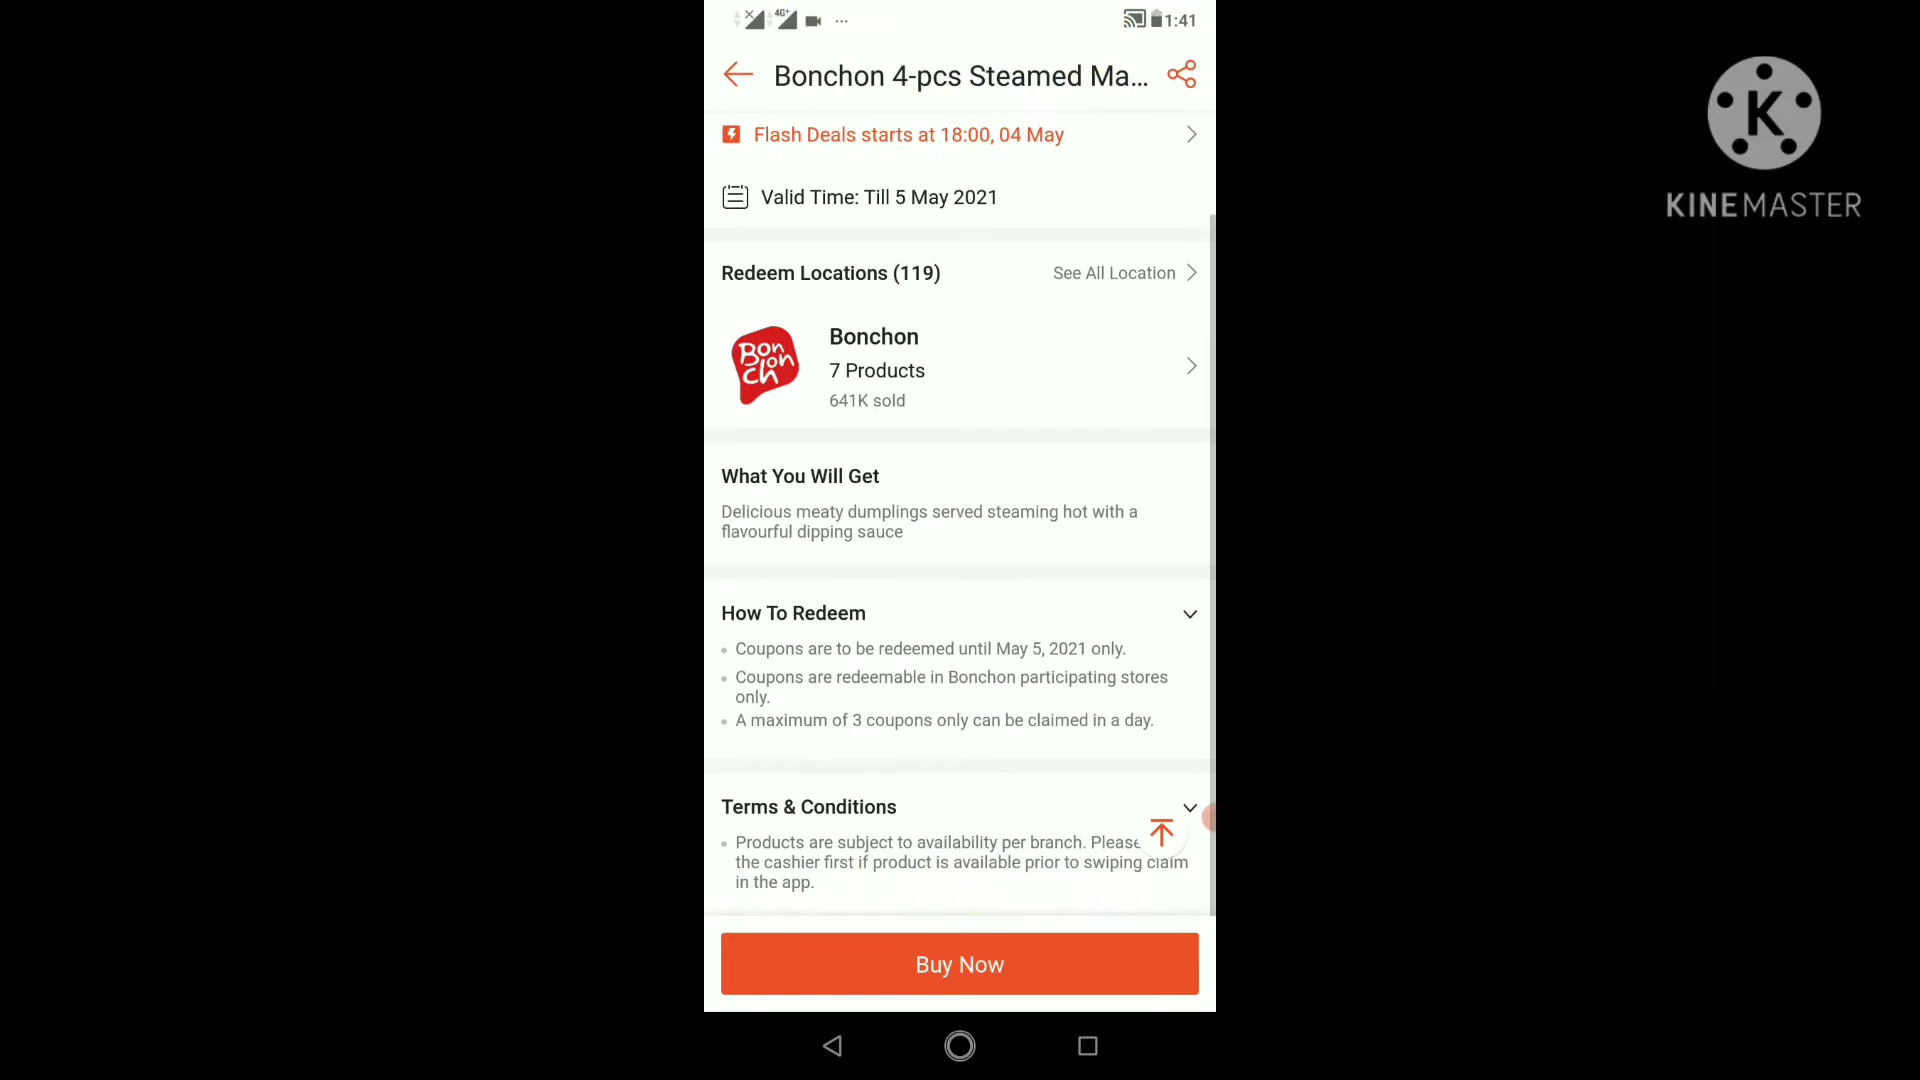 4G+
1:41
Bonchon 4-pcs Steamed Ma...
Flash Deals starts at 18:00, 04 May
Valid Time: Till 5 May 2021
Redeem Locations (119)
See All Location
Bon
Chon
Bonchon
7 Products
641K sold
What You Will Get
Delicious meaty dumplings served steaming hot with a
flavourful dipping sauce
How To Redeem
Coupons are to be redeemed until May 5, 2021 only.
Coupons are redeemable in Bonchon participating stores
only.
A maximum of 3 coupons only can be claimed in a day.
Terms & Conditions
Products are subject to availability per branch. Please
the cashier first if product is available prior to swiping claim
in the app.
Buy Now
K
KINEMASTER